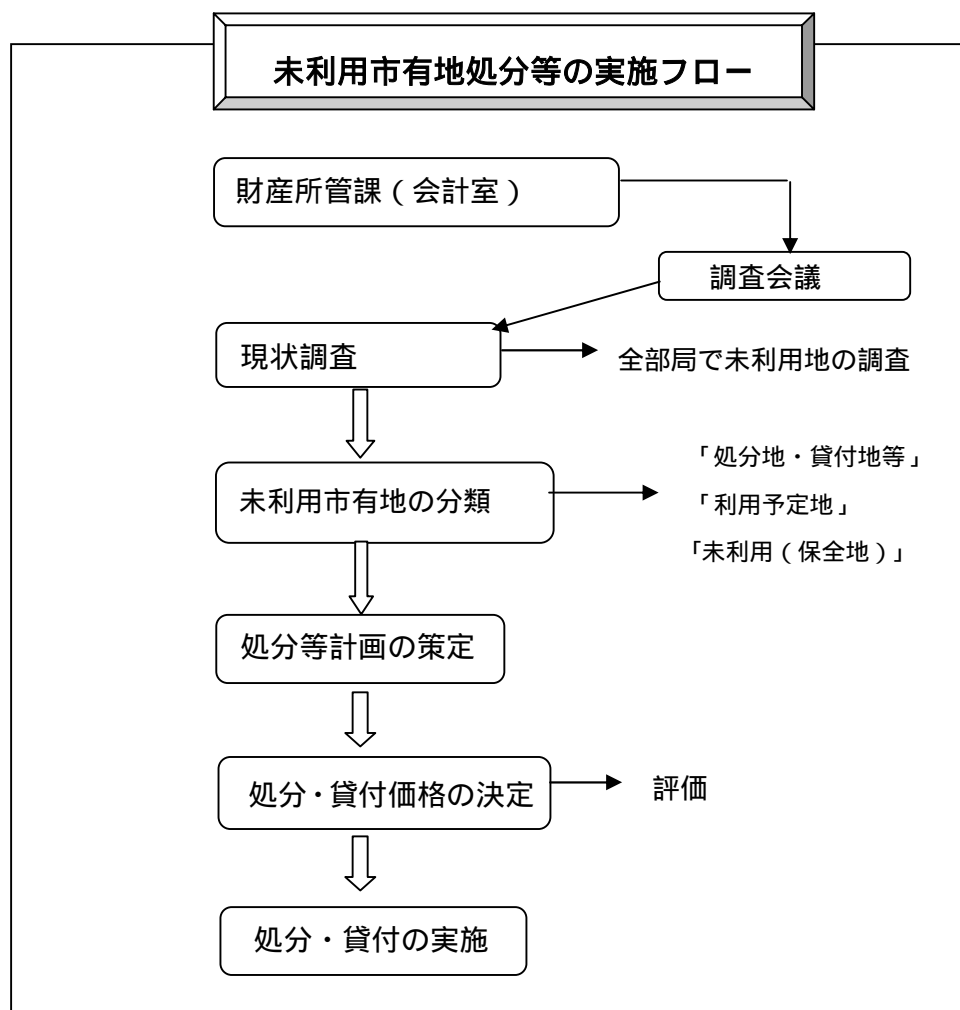 未利用市有地処分等の実施フロー
財産所管課（会計室）
調査会議
現状調査
全部局で未利用地の調査
未利用市有地の分類
「処分地・貸付地等」
「利用予定地」
「未利用（保全地）」
処分等計画の策定
処分・貸付価格の決定
評価
処分・貸付の実施